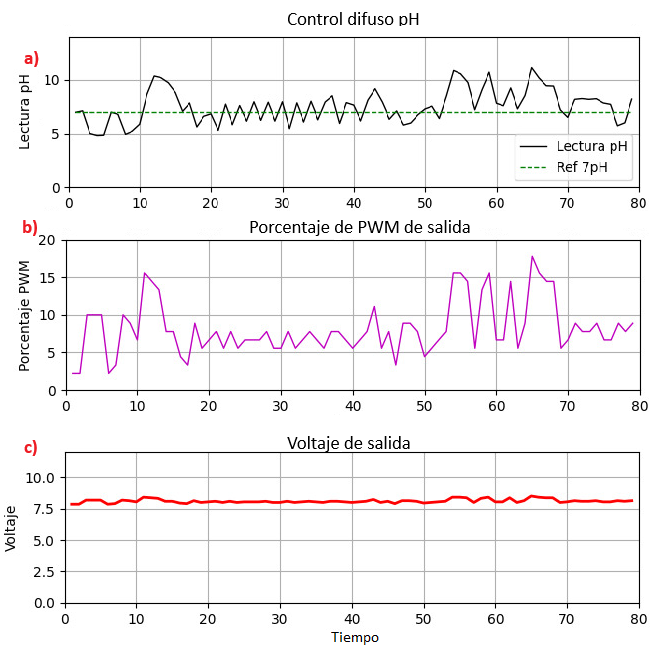 Control difuso pH
a)
Lectura pH
10
5
0
0 10 20 30 40 50 60 70 80
Lectura pH
Ref 7pH
b)
Porcentaje de PWM de salida
Porcentaje PWM
20
15
10
5
0
0 10 20 30 40 50 60 70 80
c)
Voltaje de salida
Voltaje
10.0
7.5
5.0
2.5
0.0
0 10 20 30 40 50 60 70 80
Tiempo